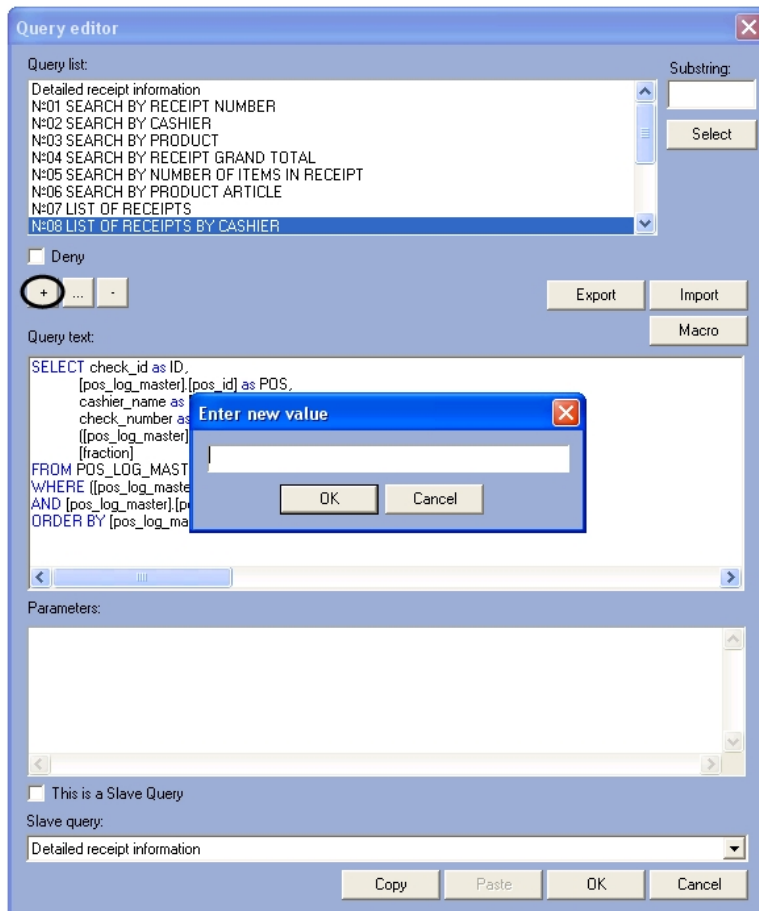 Query editor
Query list:
Substring:
Detailed receipt information
№01 SEARCH BY RECEIPT NUMBER
№02 SEARCH BY CASHIER
№03 SEARCH BY PRODUCT
№04 SEARCH BY RECEIPT GRAND TOTAL
№05 SEARCH BY NUMBER OF ITEMS IN RECEIPT
№06 SEARCH BY PRODUCT ARTICLE
№07 LIST OF RECEIPTS
№08 LIST OF RECEIPTS BY CASHIER
Select
Deny
+ ... -
Export Import
Macro
Query text:
SELECT check_id as ID,
[pos_log_master].[pos_id] as POS,
cashier_name as
check_number as
([pos_log_master]
[fraction]
FROM POS_LOG_MAST
WHERE ([pos_log_maste
AND [pos_log_master].[p
ORDER BY [pos_log_ma
Enter new value
OK Cancel
Parameters:
This is a Slave Query
Slave query:
Detailed receipt information
Copy Paste OK Cancel